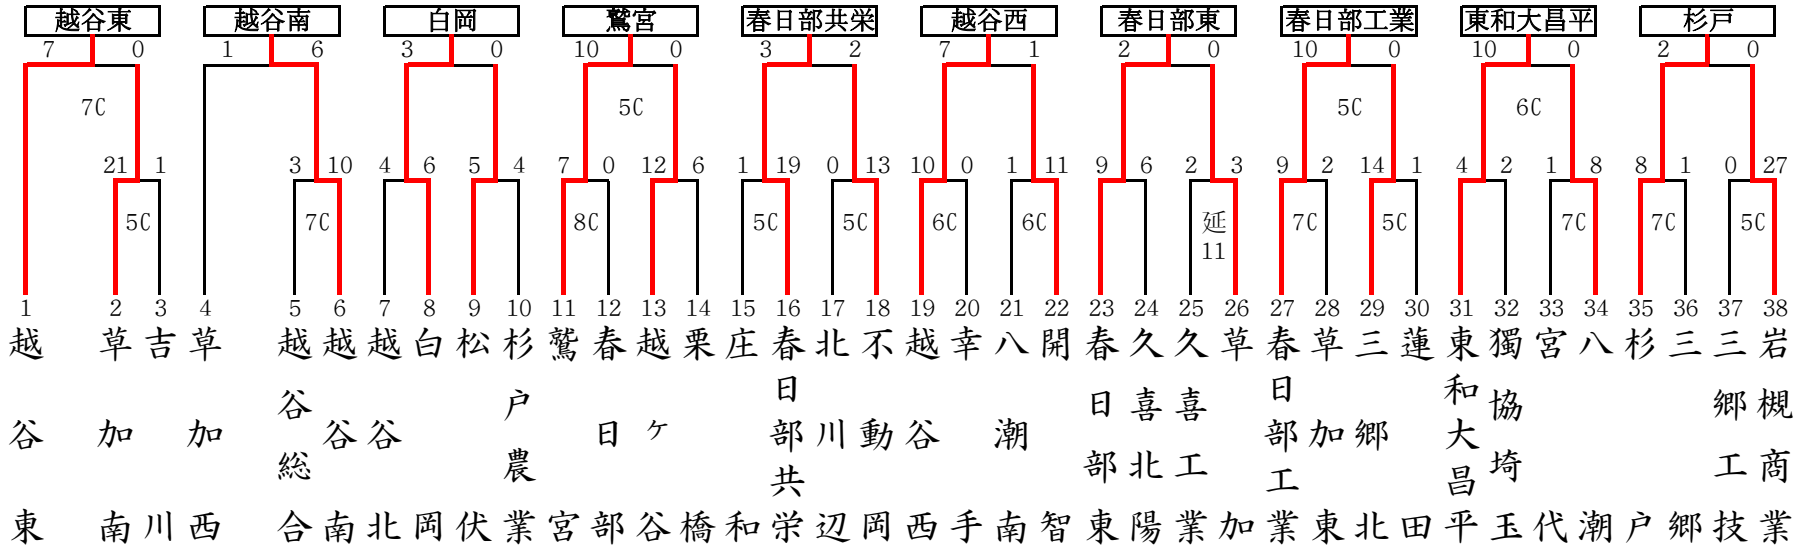 越谷東 越谷南 白岡 鷲宮 春日部共栄 越谷西 春日部東 春日部工業 東和大昌平 杉戸
7 0 1 6 3 0 10 0 3 2 7 1 2 0 10 0 10 0 2 0
7C 5C 5C 6C
21 1 3 10 4 6 5 4 7 0 12 6 1 19 0 13 10 0 1 11 9 6 2 3 9 2 14 1 4 2 1 8 8 1 0 27
5C 7C 8C 5C 5C 6C 6C 延11 7C 5C 7C 7C 5C
1 2 3 4 5 6 7 8 9 10 11 12 13 14 15 16 17 18 19 20 21 22 23 24 25 26 27 28 29 30 31 32 33 34 35 36 37 38
越谷東
草加南
吉川
草加西
越谷総合
越谷南
越谷北
白岡
松伏
杉戸農業
鷲宮
春日部
越ヶ谷
栗橋
庄和
春日部共栄
北川辺
不動岡
越谷西
幸手
八潮南
開智
春日部東
久喜北陽
久喜工業
草加
春日部工業
草加東
三郷北
蓮田
東和大昌平
獨協埼玉
宮代
八潮
杉戸
三郷
三郷工技
岩槻商業